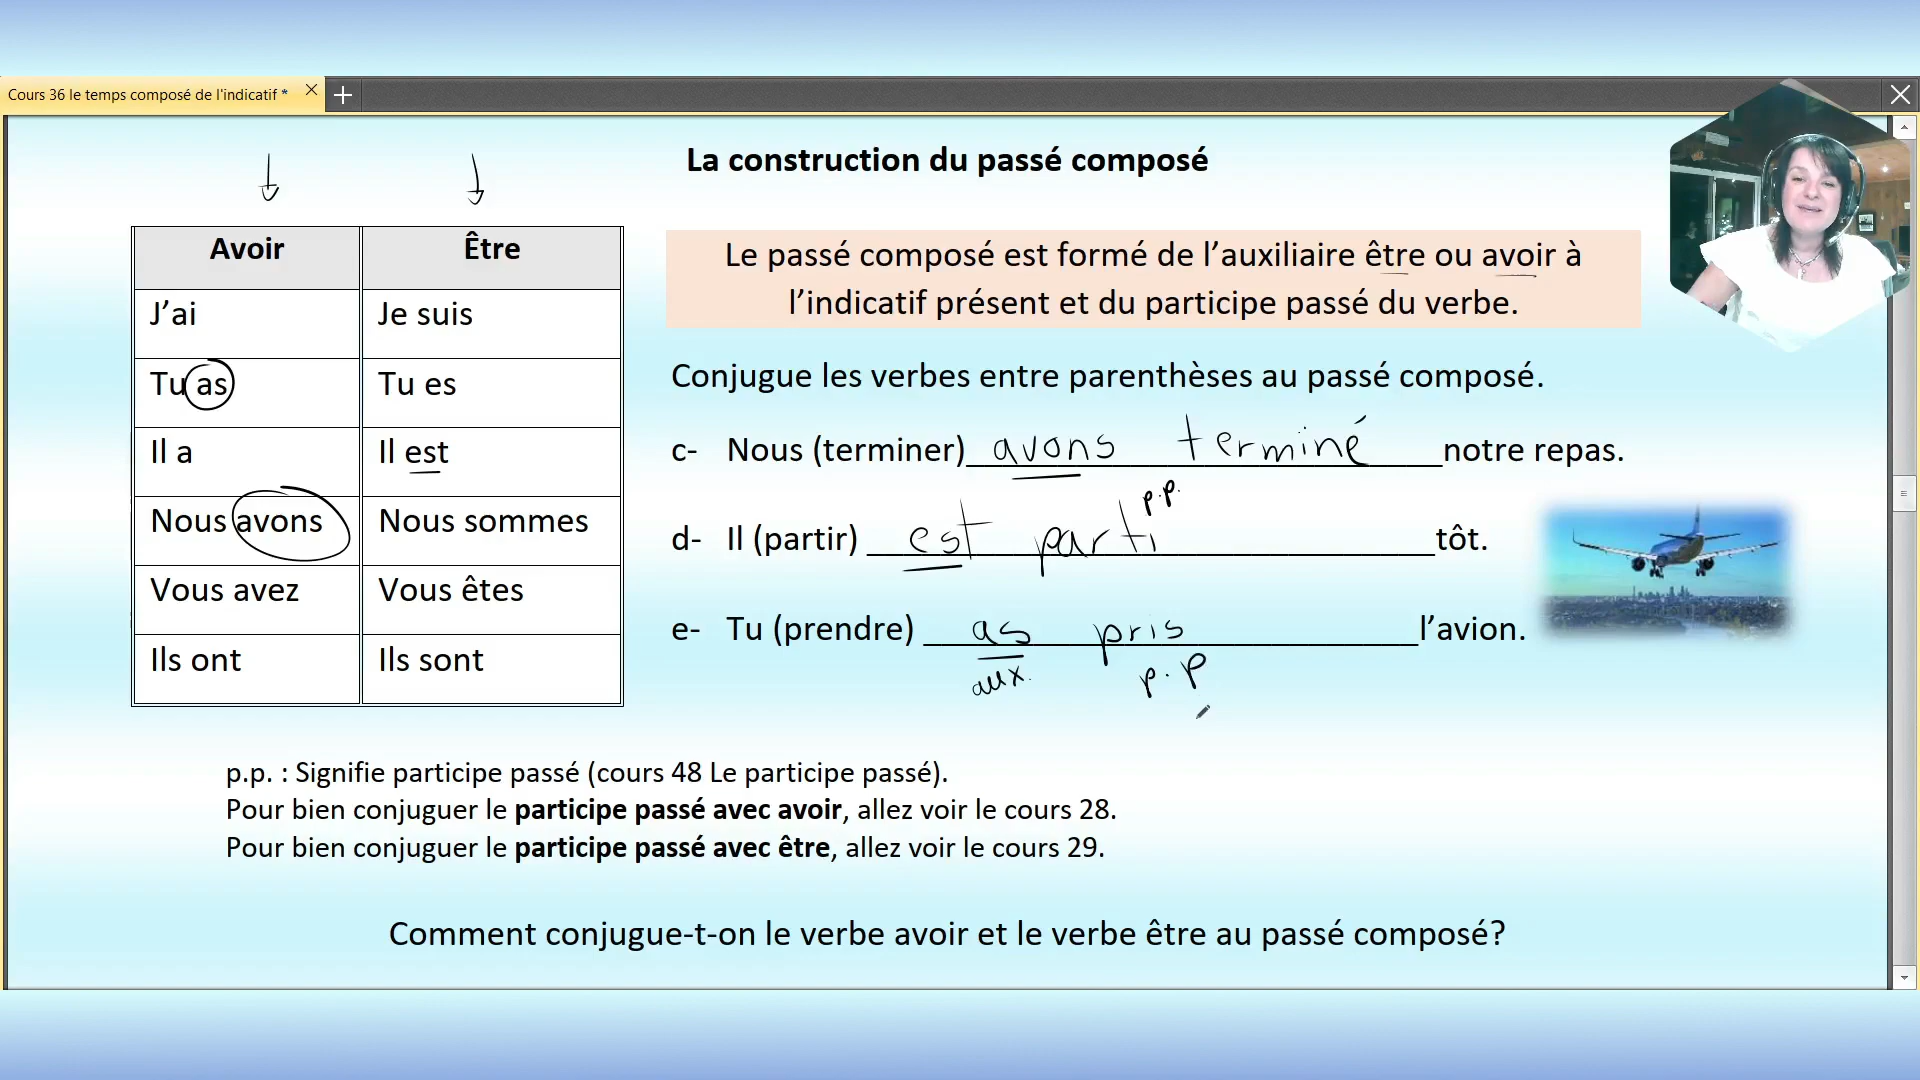 Cours 36 le temps composé de l'indicatif *
La construction du passé composé
Avoir Être
J’ai Je suis
Tu as Tu es
Il a Il est
Nous avons Nous sommes
Vous avez Vous êtes
Ils ont Ils sont
Le passé composé est formé de l’auxiliaire être ou avoir à
l’indicatif présent et du participe passé du verbe.
Conjugue les verbes entre parenthèses au passé composé.
c- Nous (terminer) avons terminé notre repas.
p.p.
d- Il (partir) est parti tôt.
e- Tu (prendre) as pris l’avion.
aux. p.p
p.p. : Signifie participe passé (cours 48 Le participe passé).
Pour bien conjuguer le participe passé avec avoir, allez voir le cours 28.
Pour bien conjuguer le participe passé avec être, allez voir le cours 29.
Comment conjugue-t-on le verbe avoir et le verbe être au passé composé?